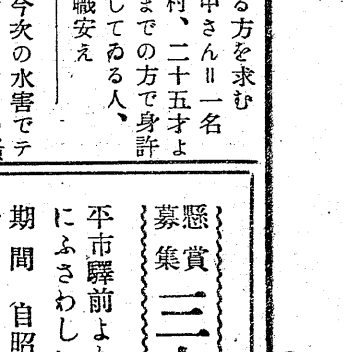 る方を求む
中さん＝一名
村、二十五才よ
までの方で身許
してゐる人、
職安え
今次の水害でテ
懸賞
募集
三
平市驛前よ
にふさわし
期間　自昭